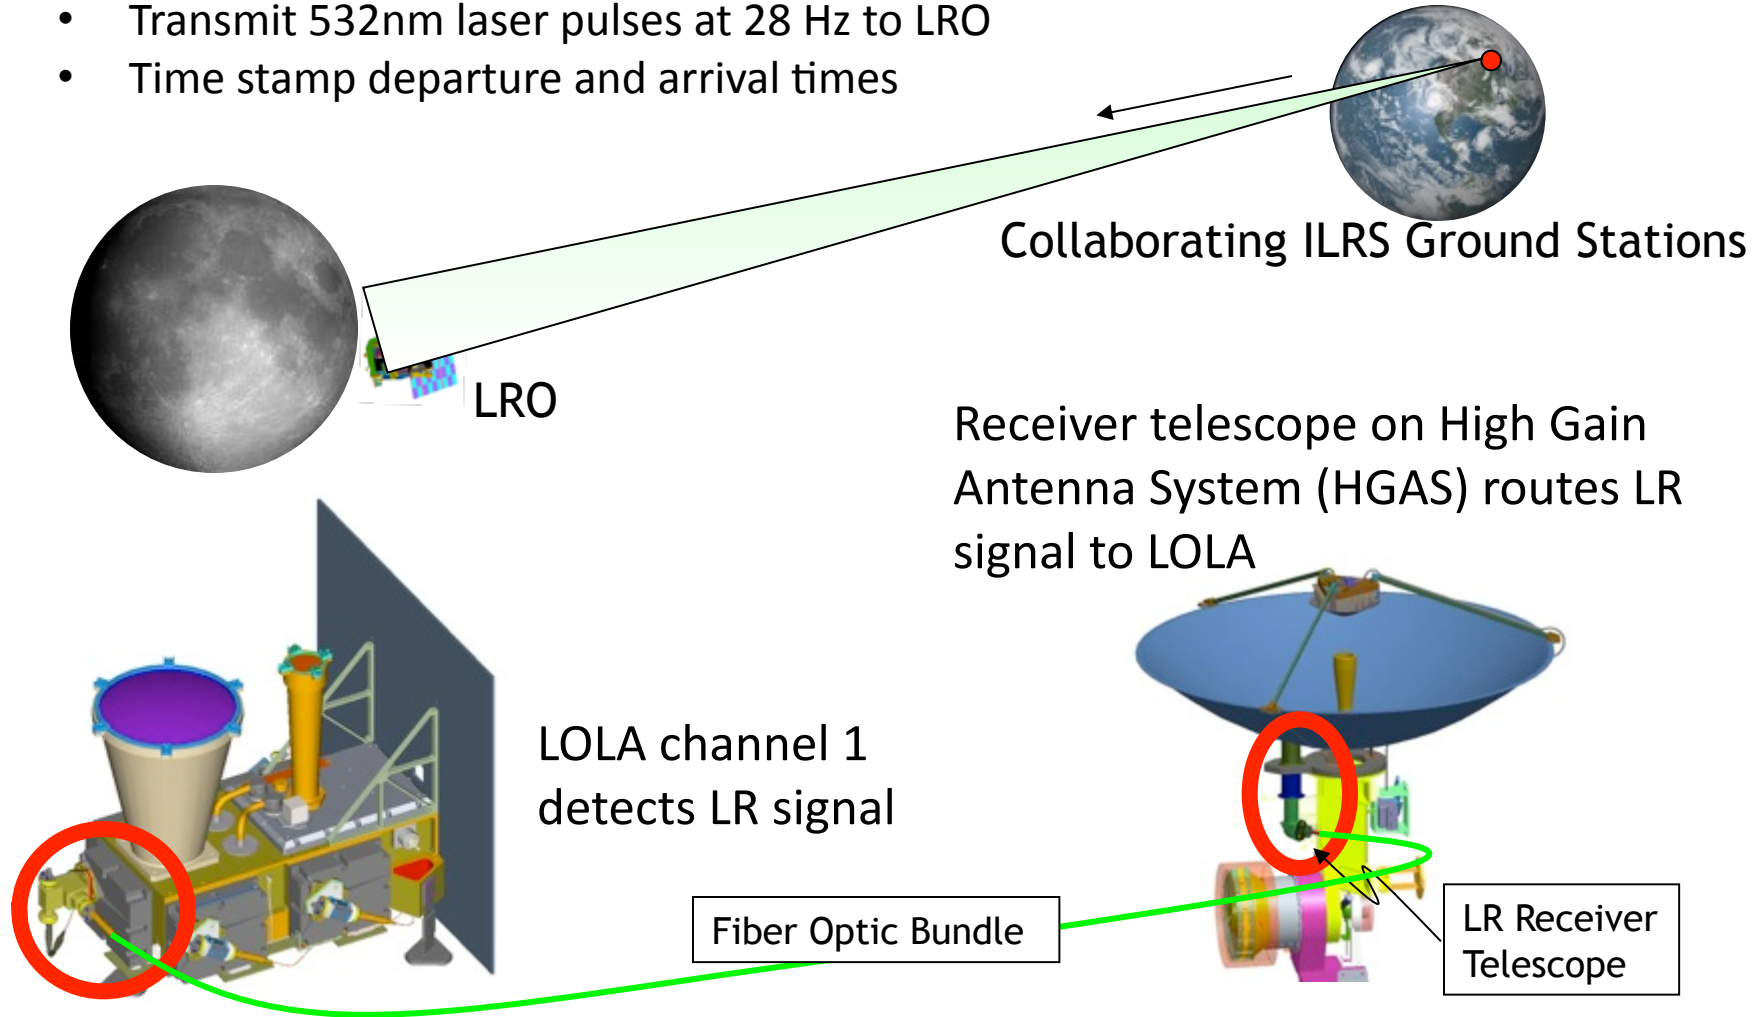 • Transmit 532nm laser pulses at 28 Hz to LRO
• Time stamp departure and arrival times
Collaborating ILRS Ground Stations
LRO
Receiver telescope on High Gain
Antenna System (HGAS) routes LR
signal to LOLA
LOLA channel 1
detects LR signal
Fiber Optic Bundle
LR Receiver
Telescope